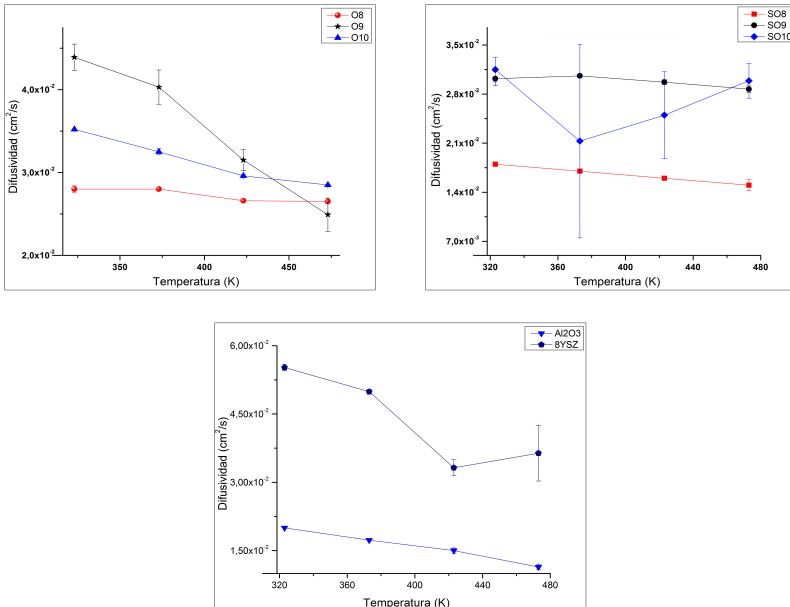 O8
O9
O10
4,0x10⁻²
3,0x10⁻²
2,0x10⁻²
Difusividad (cm²/s)
350 400 450
Temperatura (K)
SO8
SO9
SO10
3,5x10⁻²
2,8x10⁻²
2,1x10⁻²
1,4x10⁻²
7,0x10⁻³
Difusividad (cm²/s)
320 360 400 440 480
Temperatura (K)
Al2O3
8YSZ
6,00x10⁻²
4,50x10⁻²
3,00x10⁻²
1,50x10⁻²
Difusividad (cm²/s)
320 360 400 440 480
Temperatura (K)